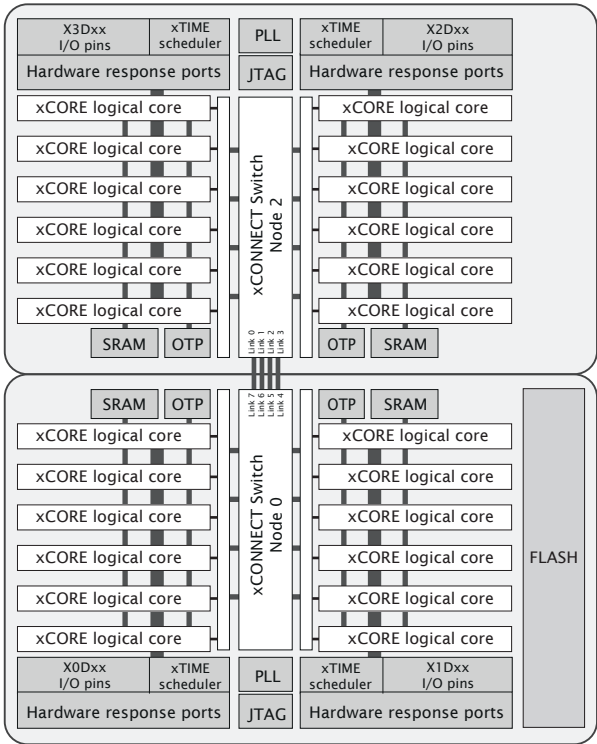 X3Dxx
I/O pins
xTIME
scheduler
PLL
xTIME
scheduler
X2Dxx
I/O pins
Hardware response ports
JTAG
Hardware response ports
xCORE logical core
xCORE logical core
xCORE logical core
xCORE logical core
xCORE logical core
xCORE logical core
xCORE logical core
xCORE logical core
xCORE logical core
xCORE logical core
xCORE logical core
xCORE logical core
xCONNECT Switch
Node 2
SRAM
OTP
Link 0
Link 1
Link 2
Link 3
OTP
SRAM
SRAM
OTP
Link 7
Link 6
Link 5
Link 4
OTP
SRAM
xCORE logical core
xCORE logical core
xCORE logical core
xCORE logical core
xCORE logical core
xCORE logical core
xCORE logical core
xCORE logical core
xCORE logical core
xCORE logical core
xCORE logical core
xCORE logical core
xCONNECT Switch
Node 0
FLASH
X0Dxx
I/O pins
xTIME
scheduler
PLL
xTIME
scheduler
X1Dxx
I/O pins
Hardware response ports
JTAG
Hardware response ports